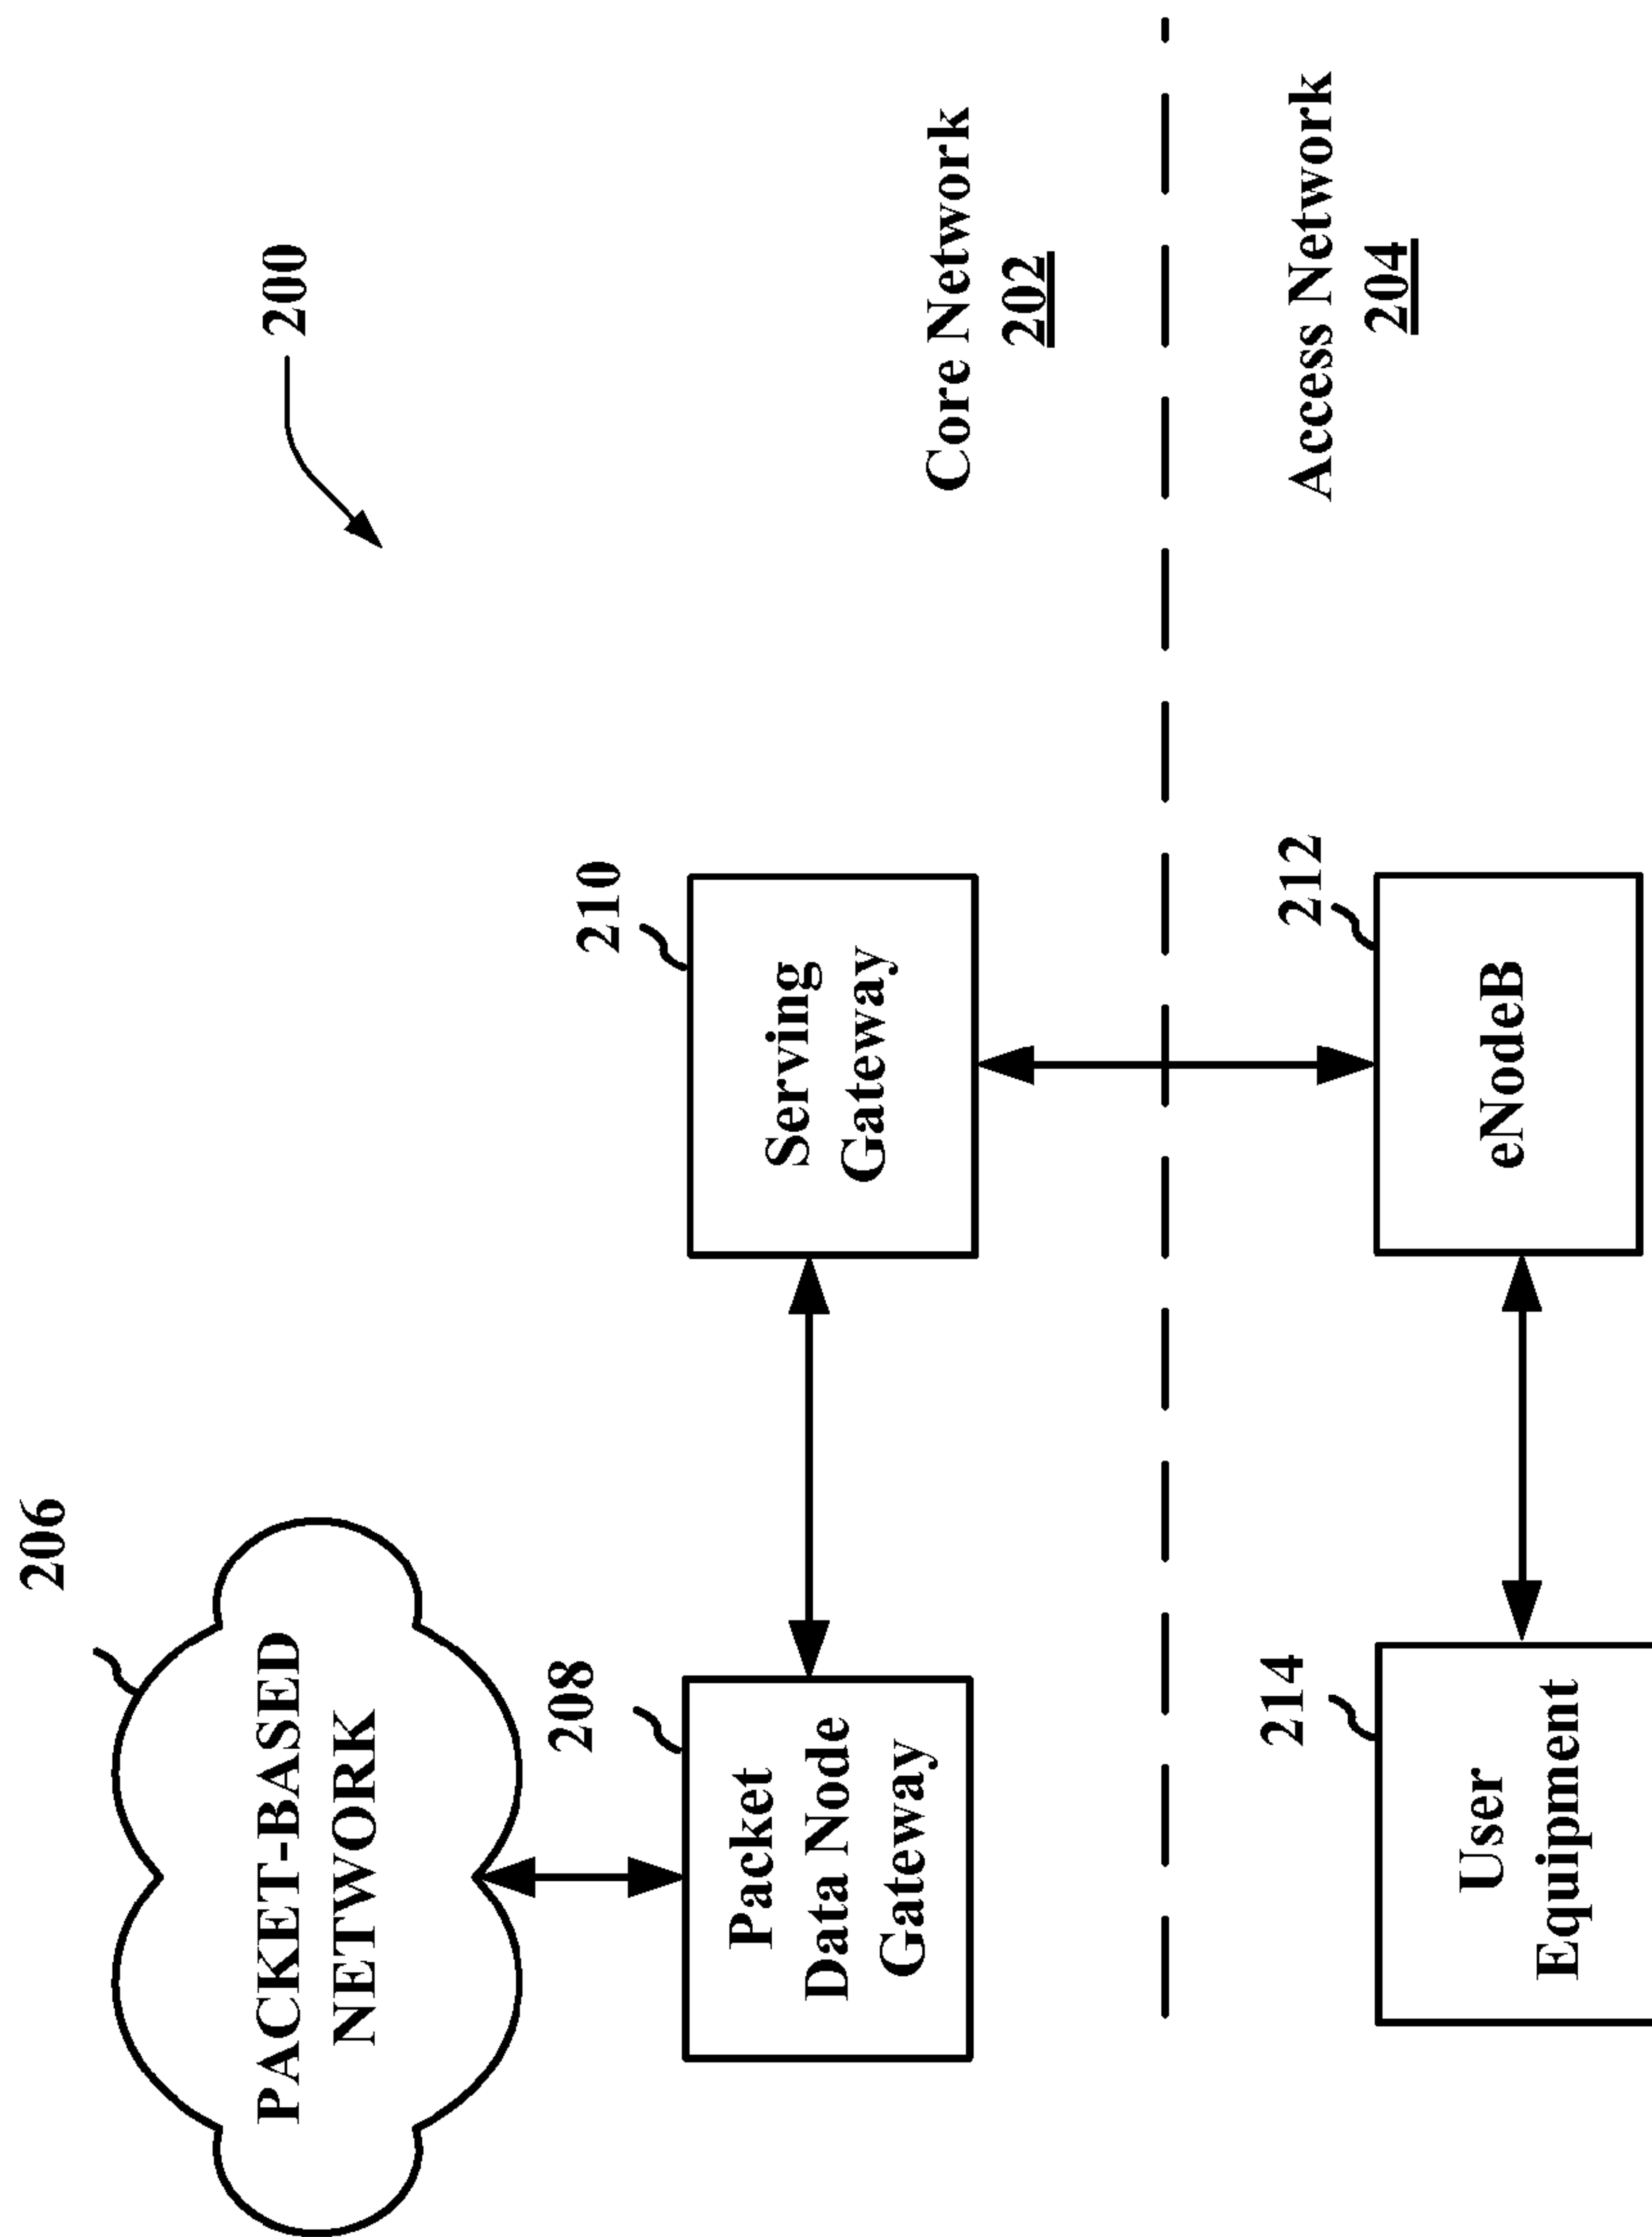 200
206
PACKET-BASED
NETWORK
208
Packet
Data Node
Gateway
210
Serving
Gateway
Core Network
202
Access Network
204
214
User
Equipment
212
eNodeB